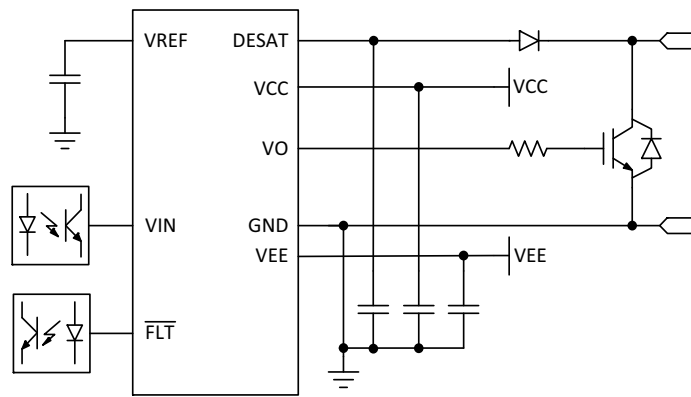 VREF
DESAT
VCC
VCC
VO
VIN
GND
VEE
VEE
FLT